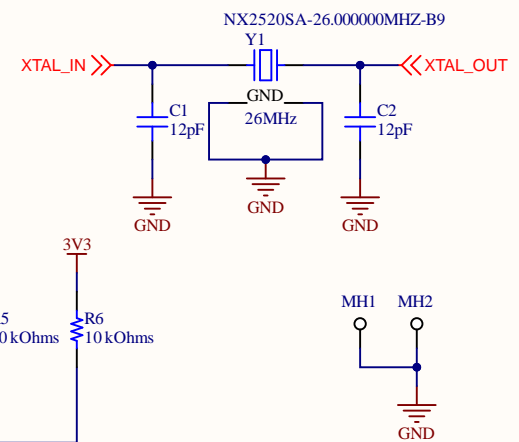 NX2520SA-26.000000MHZ-B9
Y1
XTAL_IN
XTAL_OUT
GND
26MHz
C1
12pF
C2
12pF
GND
GND
GND
3V3
R6
10 kOhms
MH1
MH2
GND